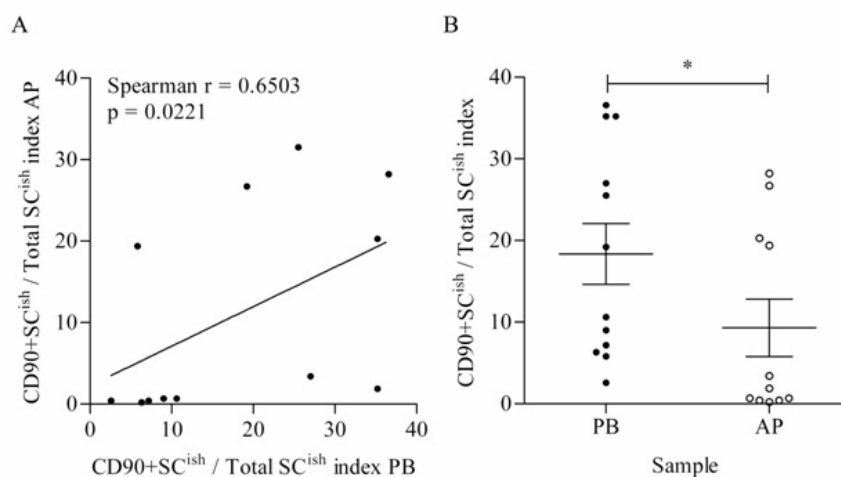 A
CD90+SCⁱˢʰ / Total SCⁱˢʰ index AP
40
30
20
10
0
Spearman r = 0.6503
p = 0.0221
0 10 20 30 40
CD90+SCⁱˢʰ / Total SCⁱˢʰ index PB
B
CD90+SCⁱˢʰ / Total SCⁱˢʰ index
40
30
20
10
0
*
PB AP
Sample